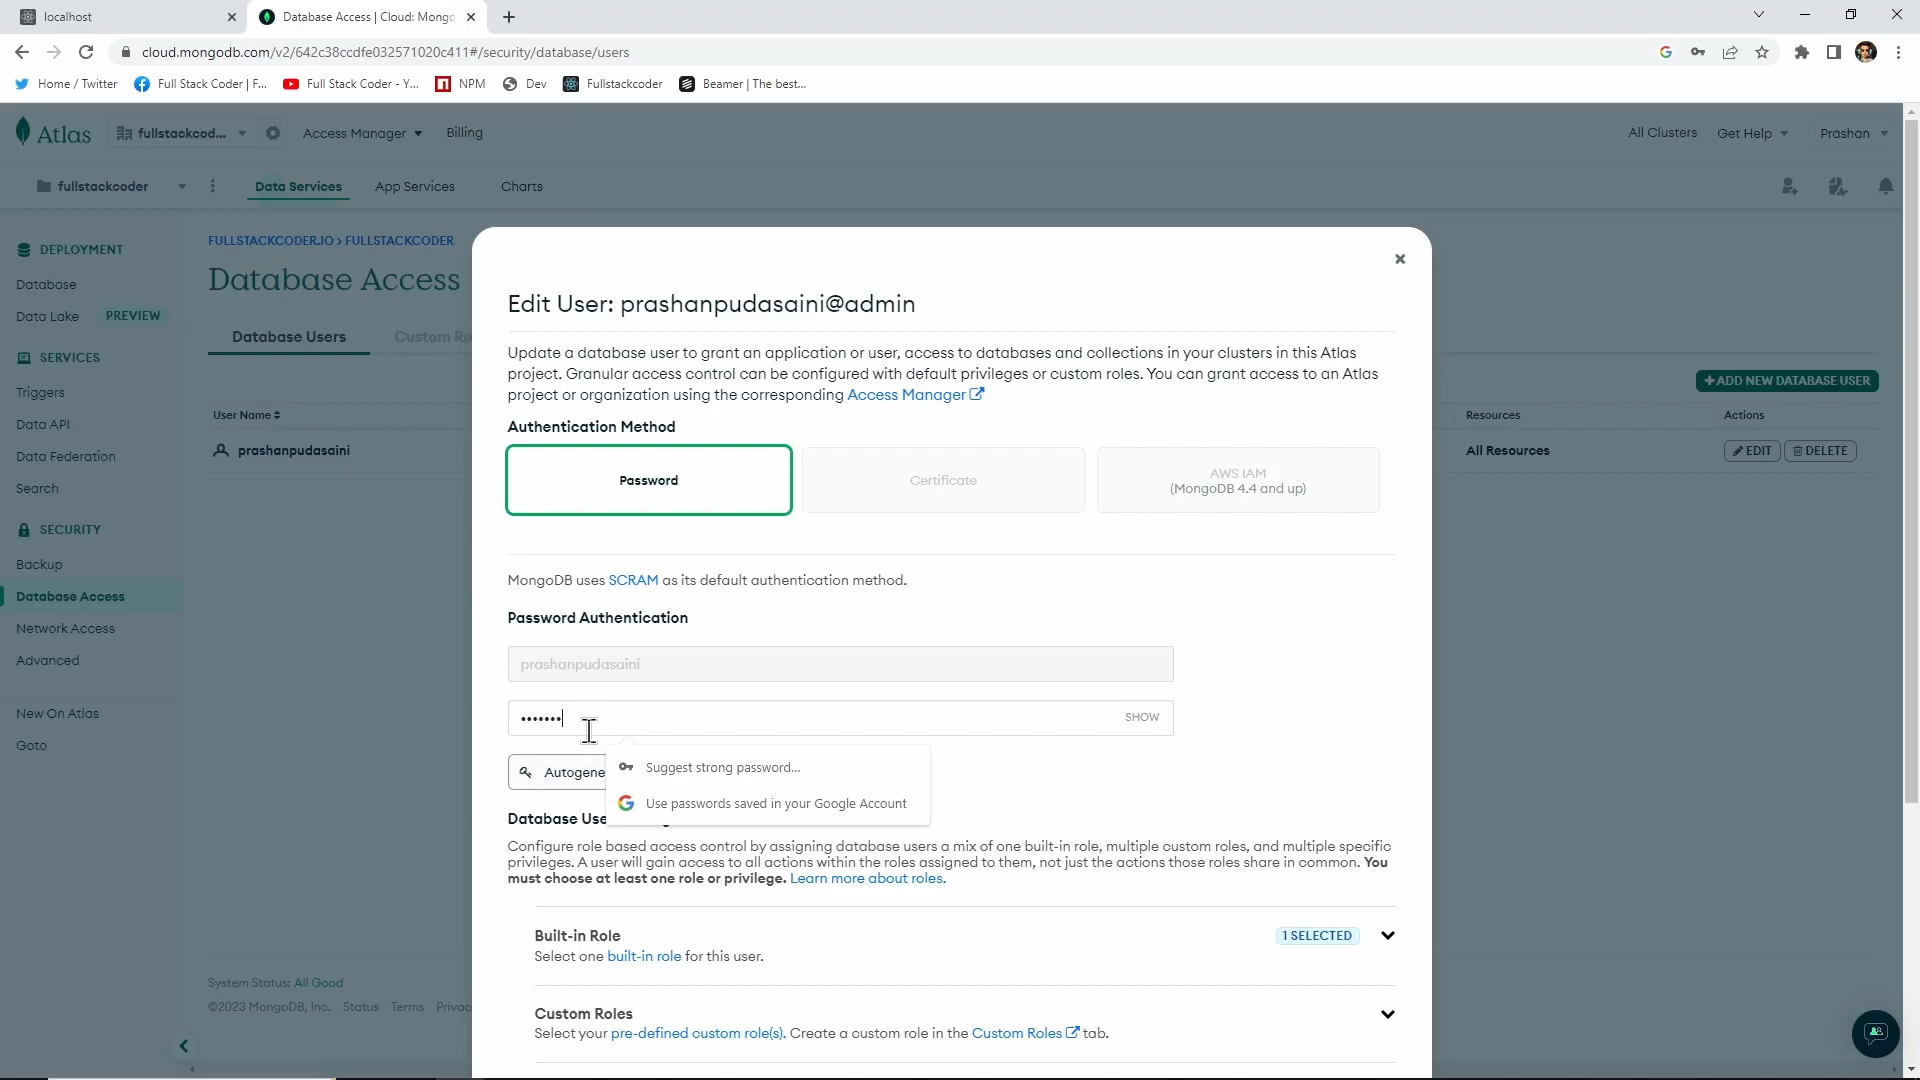 localhost
Database Access | Cloud: Mongo
cloud.mongodb.com/v2/642c38ccdfe032571020c411#/security/database/users
Home / Twitter
Full Stack Coder | F...
Full Stack Coder - Y...
NPM
Dev
Fullstackcoder
Beamer | The best...
Atlas
fullstackcod...
Access Manager
Billing
All Clusters
Get Help
Prashan
fullstackcoder
Data Services
App Services
Charts
DEPLOYMENT
Database
Data Lake
PREVIEW
SERVICES
Triggers
Data API
Data Federation
Search
SECURITY
Backup
Database Access
Network Access
Advanced
New On Atlas
Goto
FULLSTACKCODER.IO > FULLSTACKCODER
Database Access
Database Users
Custom Ro
+ ADD NEW DATABASE USER
User Name
Resources
Actions
prashanpudasaini
All Resources
EDIT
DELETE
System Status: All Good
©2023 MongoDB, Inc.
Status
Terms
Privac
Edit User: prashanpudasaini@admin
Update a database user to grant an application or user, access to databases and collections in your clusters in this Atlas
project. Granular access control can be configured with default privileges or custom roles. You can grant access to an Atlas
project or organization using the corresponding Access Manager
Authentication Method
Password
Certificate
AWS IAM
(MongoDB 4.4 and up)
MongoDB uses SCRAM as its default authentication method.
Password Authentication
prashanpudasaini
•••••••
SHOW
Autogene
Suggest strong password...
Use passwords saved in your Google Account
Database Use
Configure role based access control by assigning database users a mix of one built-in role, multiple custom roles, and multiple specific
privileges. A user will gain access to all actions within the roles assigned to them, not just the actions those roles share in common. You
must choose at least one role or privilege. Learn more about roles.
Built-in Role
1 SELECTED
Select one built-in role for this user.
Custom Roles
Select your pre-defined custom role(s). Create a custom role in the Custom Roles tab.